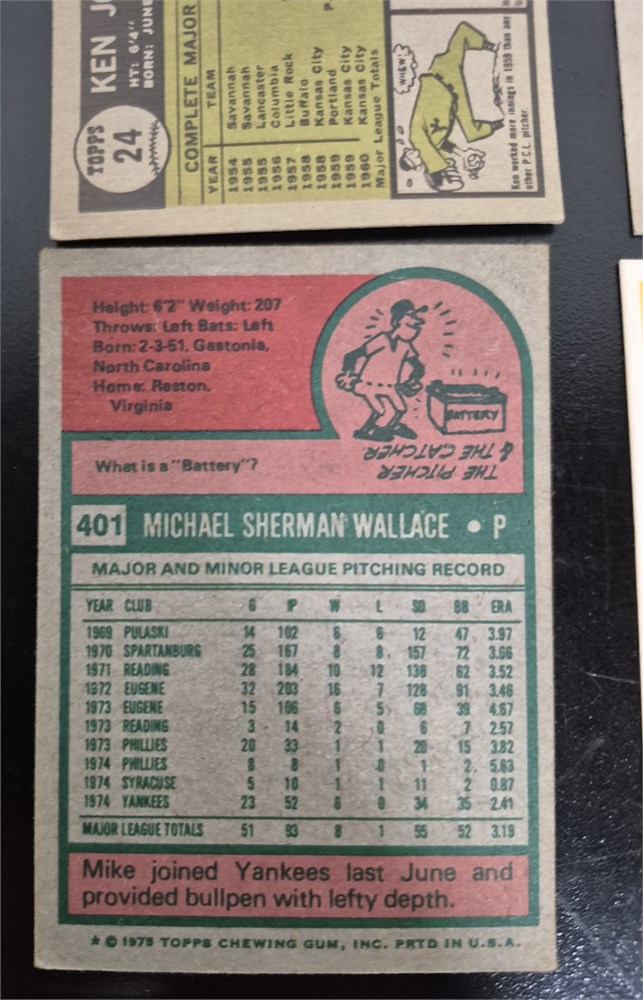 TOPPS
24
KEN
HT: 6'4"
BORN: JUNE
COMPLETE MAJOR
YEAR TEAM
1954 Savannah
1955 Savannah
1955 Lancaster
1956 Columbia
1957 Little Rock
1958 Buffalo
1958 Kansas City
1959 Portland
1959 Kansas City
1960 Kansas City
Major League Totals
WHEW!
Ken worked more innings in 1959 than any
other P.C.L. pitcher.
Height: 6'2" Weight: 207
Throws: Left Bats: Left
Born: 2-3-51, Gastonia,
North Carolina
Home: Reston,
Virginia
BATTERY
What is a "Battery"?
THE PITCHER
& THE CATCHER
401 MICHAEL SHERMAN WALLACE • P
MAJOR AND MINOR LEAGUE PITCHING RECORD
YEAR CLUB G IP W L SO BB ERA
1969 PULASKI 14 102 6 6 12 47 3.97
1970 SPARTANBURG 25 167 8 8 157 72 3.66
1971 READING 28 184 10 12 138 62 3.52
1972 EUGENE 32 203 16 7 128 91 3.46
1973 EUGENE 15 106 6 5 68 39 4.67
1973 READING 3 14 2 0 6 7 2.57
1973 PHILLIES 20 33 1 1 20 15 3.82
1974 PHILLIES 8 8 1 0 1 2 5.63
1974 SYRACUSE 5 10 1 1 11 2 0.87
1974 YANKEES 23 52 6 0 34 35 2.41
MAJOR LEAGUE TOTALS 51 93 8 1 55 52 3.19
Mike joined Yankees last June and
provided bullpen with lefty depth.
* © 1975 TOPPS CHEWING GUM, INC. PRTD IN U.S.A.